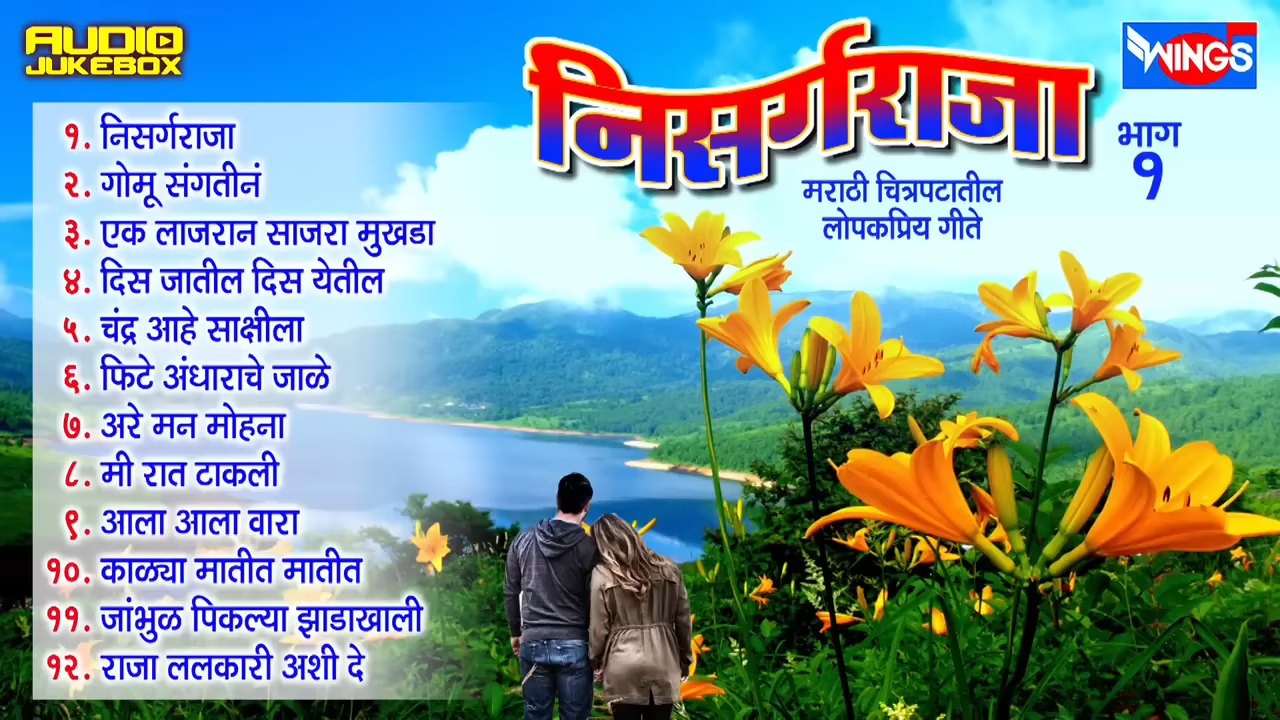 AUDIO
JUKEBOX
WINGS
निसर्गराजा
भाग
१
मराठी चित्रपटातील
लोपकप्रिय गीते
१. निसर्गराजा
२. गोमू संगतीनं
३. एक लाजरान साजरा मुखडा
४. दिस जातील दिस येतील
५. चंद्र आहे साक्षीला
६. फिटे अंधाराचे जाळे
७. अरे मन मोहना
८. मी रात टाकली
९. आला आला वारा
१०. काळ्या मातीत मातीत
११. जांभुळ पिकल्या झाडाखाली
१२. राजा ललकारी अशी दे